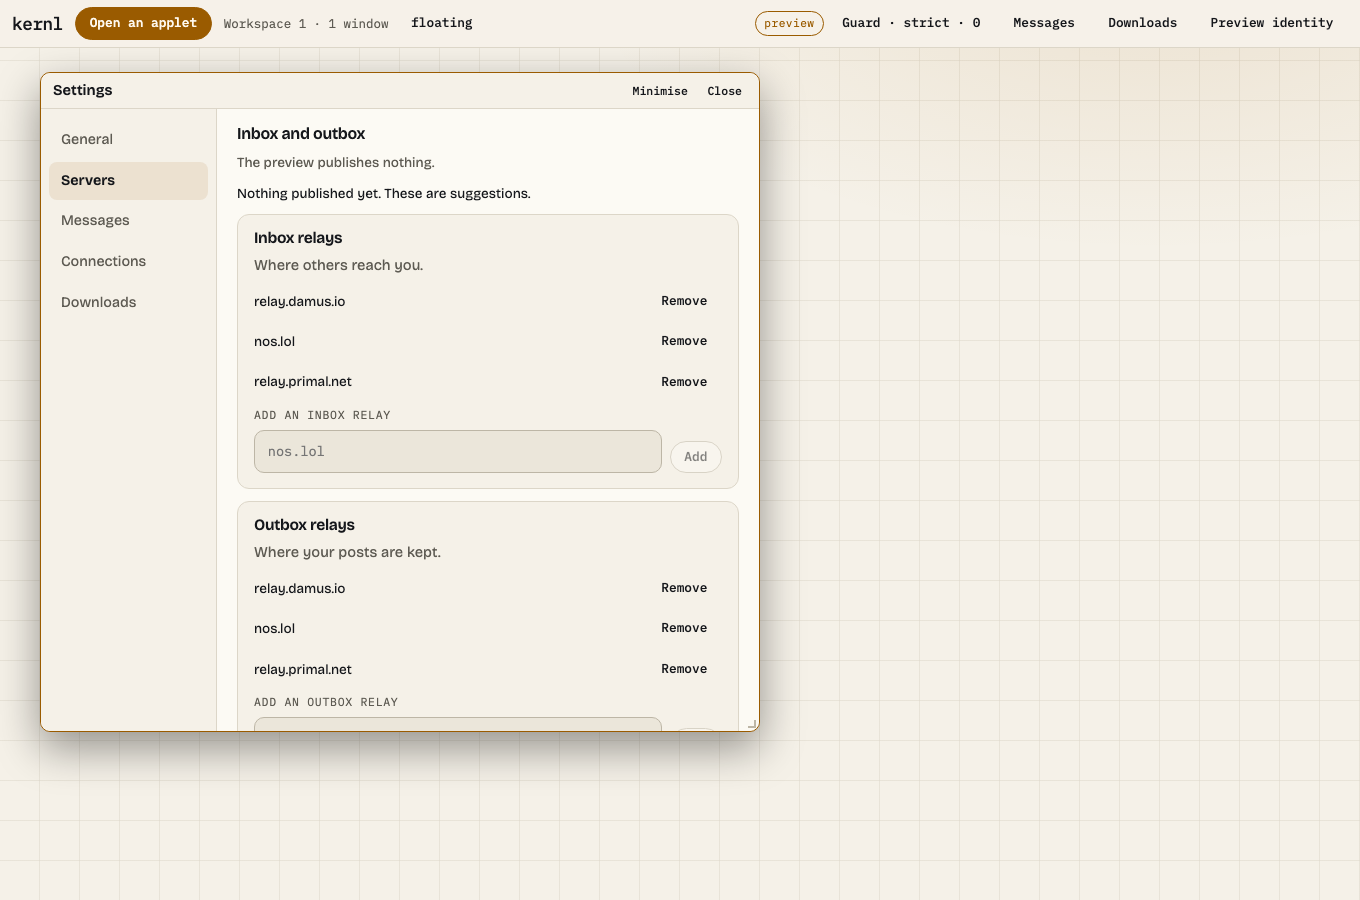 kernl Open an applet Workspace 1 · 1 window floating preview Guard · strict · 0 Messages Downloads Preview identity
Settings Minimise Close
General
Servers
Messages
Connections
Downloads
Inbox and outbox
The preview publishes nothing.
Nothing published yet. These are suggestions.
Inbox relays
Where others reach you.
relay.damus.io Remove
nos.lol Remove
relay.primal.net Remove
ADD AN INBOX RELAY
nos.lol Add
Outbox relays
Where your posts are kept.
relay.damus.io Remove
nos.lol Remove
relay.primal.net Remove
ADD AN OUTBOX RELAY